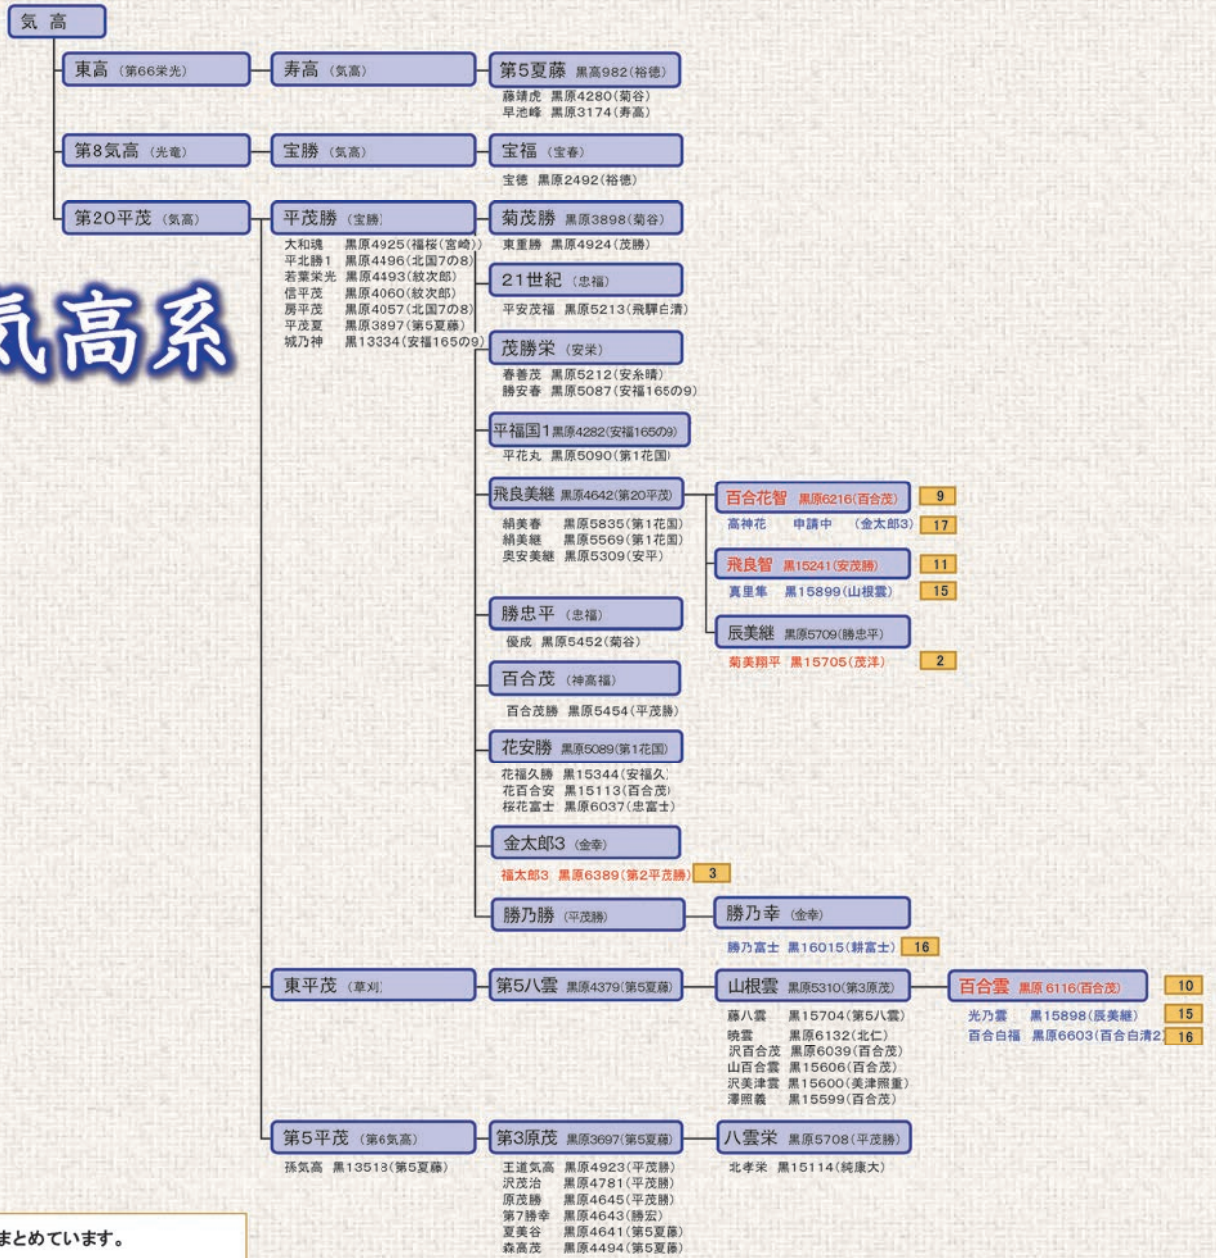 気 高
東高 (第66栄光)
寿高 (気高)
第5夏藤 黒高982(裕徳)
藤靖虎 黒原4280(菊谷)
早池峰 黒原3174(寿高)
第8気高 (光竜)
宝勝 (気高)
宝福 (宝春)
宝徳 黒原2492(裕徳)
第20平茂 (気高)
平茂勝 (宝勝)
大和魂 黒原4925(福桜(宮崎))
平北勝1 黒原4496(北国7の8)
若葉栄光 黒原4493(紋次郎)
信平茂 黒原4060(紋次郎)
房平茂 黒原4057(北国7の8)
平茂夏 黒原3897(第5夏藤)
城乃神 黒13334(安福165の9)
菊茂勝 黒原3898(菊谷)
東重勝 黒原4924(茂勝)
21世紀 (忠福)
平安茂福 黒原5213(飛騨白清)
気高系
茂勝栄 (安栄)
春善茂 黒原5212(安糸晴)
勝安春 黒原5087(安福165の9)
平福国1 黒原4282(安福165の9)
平花丸 黒原5090(第1花国)
飛良美継 黒原4642(第20平茂)
絹美春 黒原5835(第1花国)
絹美継 黒原5569(第1花国)
奥安美継 黒原5309(安平)
百合花智 黒原6216(百合茂) 9
高神花 申請中 (金太郎3) 17
飛良智 黒15241(安茂勝) 11
真里隼 黒15899(山根雲) 15
辰美継 黒原5709(勝忠平)
菊美翔平 黒15705(茂洋) 2
勝忠平 (忠福)
優成 黒原5452(菊谷)
百合茂 (神高福)
百合茂勝 黒原5454(平茂勝)
花安勝 黒原5089(第1花国)
花福久勝 黒15344(安福久)
花百合安 黒15113(百合茂)
桜花富士 黒原6037(忠富士)
金太郎3 (金幸)
福太郎3 黒原6389(第2平茂勝) 3
勝乃勝 (平茂勝)
勝乃幸 (金幸)
勝乃富士 黒16015(耕富士) 16
東平茂 (草刈)
第5八雲 黒原4379(第5夏藤)
山根雲 黒原5310(第3原茂)
藤八雲 黒15704(第5八雲)
暁雲 黒原6132(北仁)
沢百合茂 黒原6039(百合茂)
山百合雲 黒15606(百合茂)
沢美津雲 黒15600(美津照重)
澤照義 黒15599(百合茂)
百合雲 黒原6116(百合茂) 10
光乃雲 黒15898(辰美継) 15
百合白福 黒原6603(百合白清2) 16
第5平茂 (第6気高)
孫気高 黒13518(第5夏藤)
第3原茂 黒原3697(第5夏藤)
王道気高 黒原4923(平茂勝)
沢茂治 黒原4781(平茂勝)
原茂勝 黒原4645(平茂勝)
第7勝幸 黒原4643(勝宏)
夏美谷 黒原4641(第5夏藤)
森高茂 黒原4494(第5夏藤)
八雲栄 黒原5708(平茂勝)
北孝栄 黒15114(純康大)
まとめています。